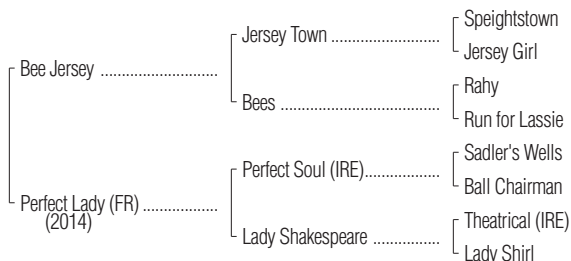 Speightstown
Jersey Town ............................
Jersey Girl
Bee Jersey ..............................
Rahy
Bees .........................................
Run for Lassie
Sadler's Wells
Perfect Soul (IRE)...................
Ball Chairman
Perfect Lady (FR) ...................
(2014)
Theatrical (IRE)
Lady Shakespeare .................
Lady Shirl